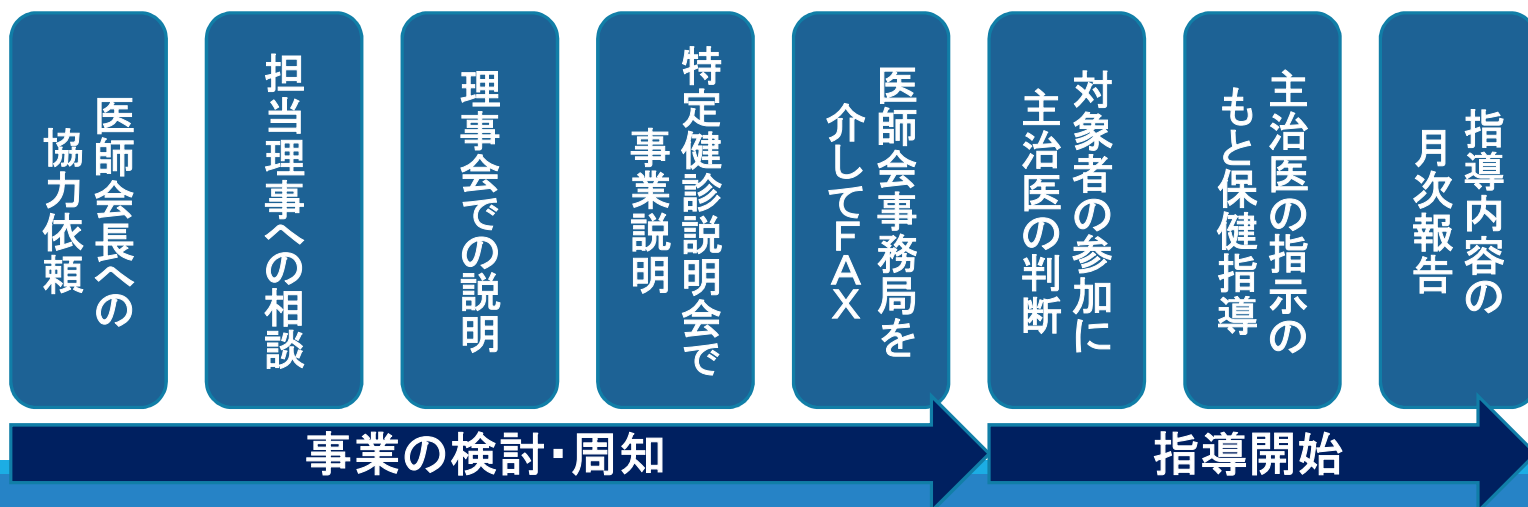 医師会長への
協力依頼
担当理事への相談
理事会での説明
特定健診説明会で
事業説明
医師会事務局を
介してＦＡＸ
対象者の参加に
主治医の判断
主治医の指示の
もと保健指導
指導内容の
月次報告
事業の検討・周知
指導開始